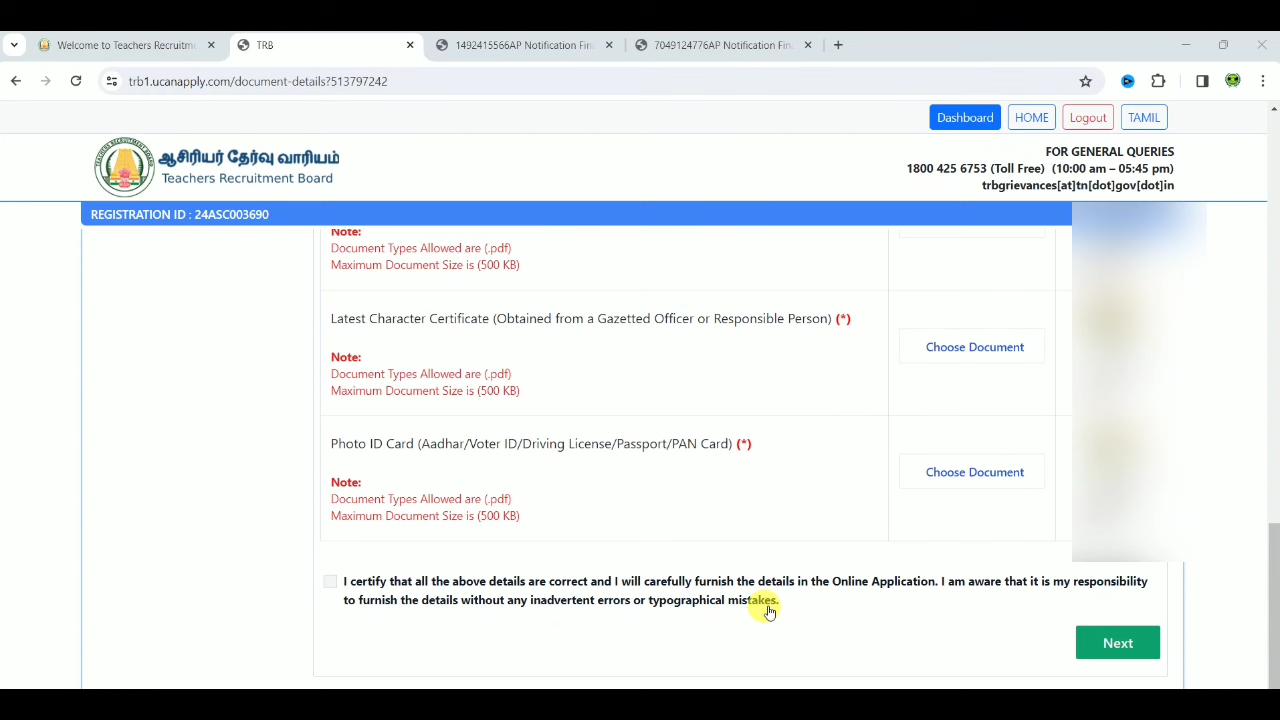 Welcome to Teachers Recruitm
TRB
1492415566AP Notification Fin
7049124776AP Notification Fin
trb1.ucanapply.com/document-details?513797242
Dashboard
HOME
Logout
TAMIL
ஆசிரியர் தேர்வு வாரியம்
Teachers Recruitment Board
FOR GENERAL QUERIES
1800 425 6753 (Toll Free) (10:00 am – 05:45 pm)
trbgrievances[at]tn[dot]gov[dot]in
REGISTRATION ID : 24ASC003690
Note:
Document Types Allowed are (.pdf)
Maximum Document Size is (500 KB)
Latest Character Certificate (Obtained from a Gazetted Officer or Responsible Person) (*)
Note:
Document Types Allowed are (.pdf)
Maximum Document Size is (500 KB)
Choose Document
Photo ID Card (Aadhar/Voter ID/Driving License/Passport/PAN Card) (*)
Note:
Document Types Allowed are (.pdf)
Maximum Document Size is (500 KB)
Choose Document
I certify that all the above details are correct and I will carefully furnish the details in the Online Application. I am aware that it is my responsibility
to furnish the details without any inadvertent errors or typographical mistakes.
Next